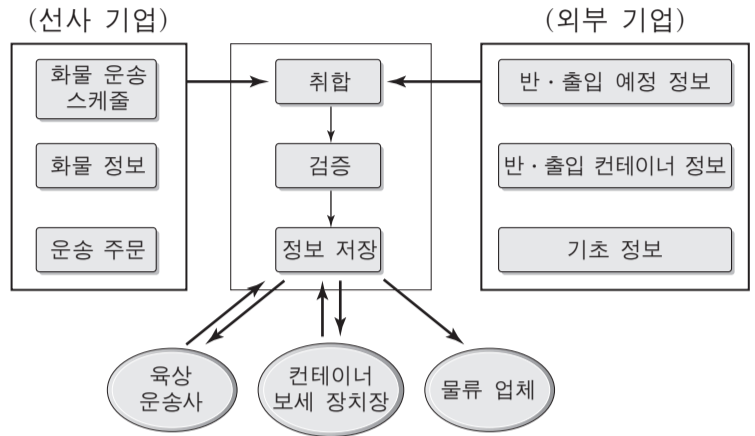 (선사 기업)
(외부 기업)
화물 운송
스케줄
화물 정보
운송 주문
취합
검증
정보 저장
반·출입 예정 정보
반·출입 컨테이너 정보
기초 정보
육상
운송사
컨테이너
보세 장치장
물류 업체